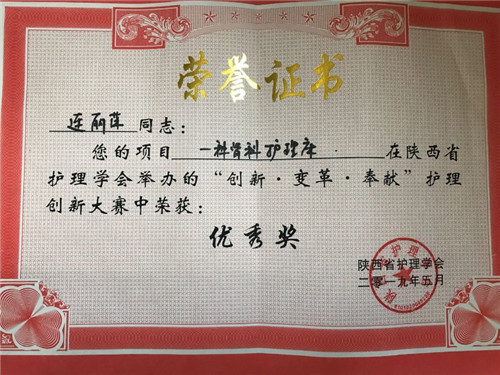 荣誉证书
连丽萍 同志：
您的项目 一种骨科护理床 在陕西省
护理学会举办的“创新·变革·奉献”护理
创新大赛中荣获：
优秀奖
陕西省护理学会
二零一九年五月